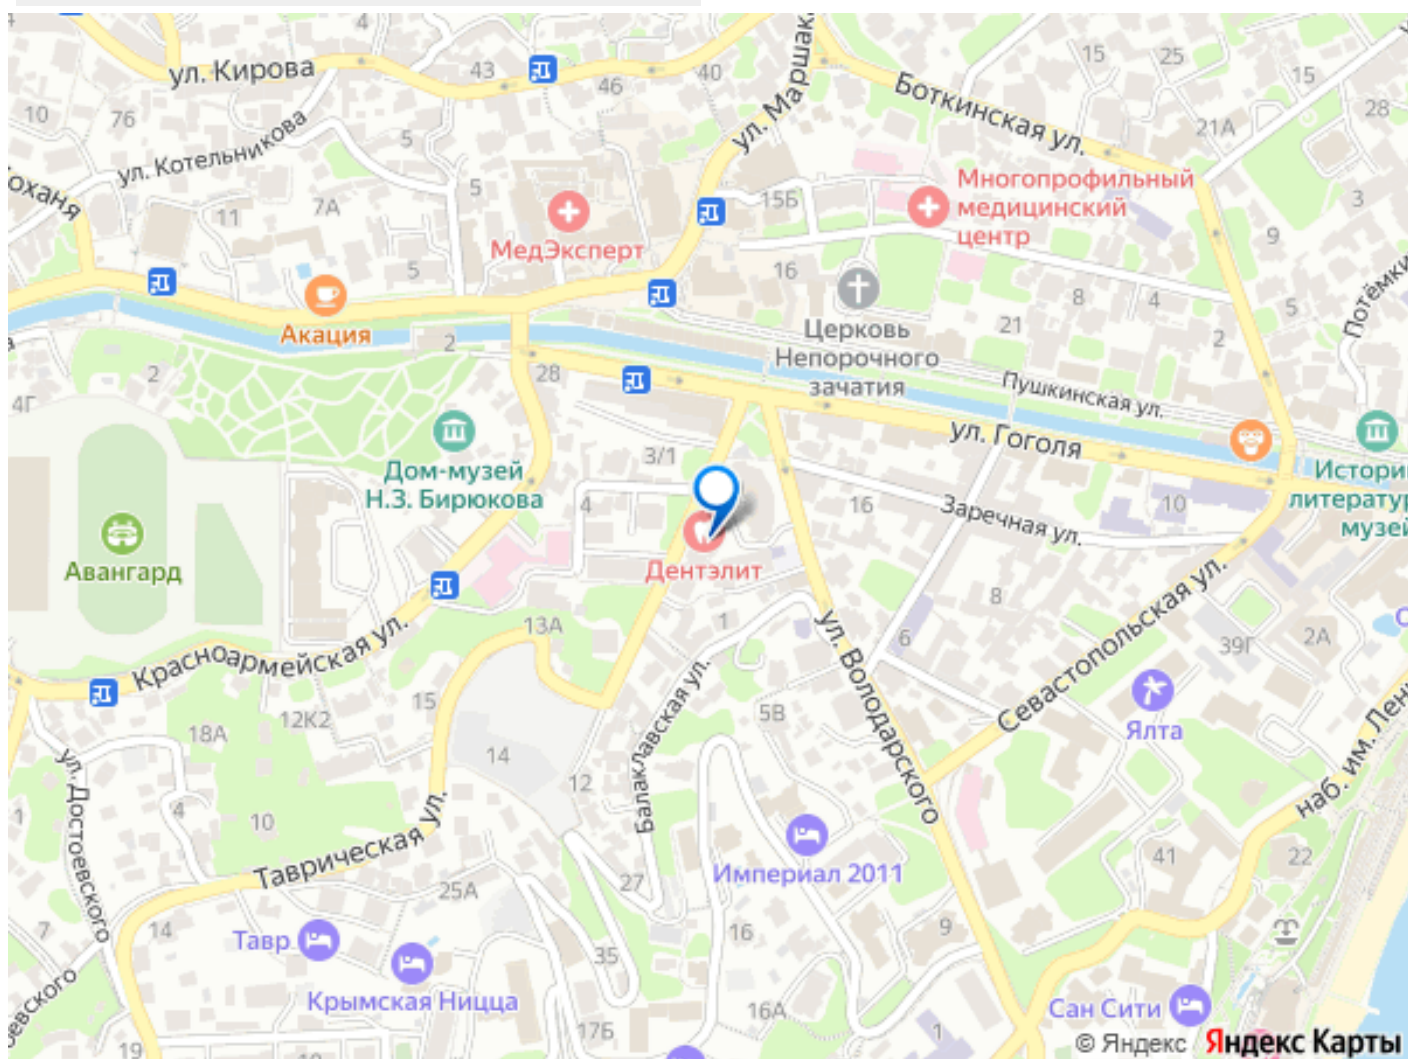 ул. Кирова
43
46
40
4
10
76
5
ул. Котельникова
ул. Маршака
15
25
15
Боткинская ул.
21А
28
3
оханя
11
7А
5
МедЭксперт
15Б
Многопрофильный
медицинский
центр
5
16
9
8
4
5
2
21
Акация
2
Церковь
Непорочного
зачатия
Пушкинская ул.
ул. Гоголя
2
4Г
28
Дом-музей
Н.З. Бирюкова
3/1
4
16
Заречная ул.
10
Авангард
Дентэлит
8
6
1
13А
Красноармейская ул.
ул. Володарского
Севастопольская ул.
39Г
2А
15
12К2
18А
5В
Балаклавская ул.
Ялта
14
12
ул. Достоевского
4
1
10
Таврическая ул.
наб. им. Лен
Империал 2011
41
22
25А
27
7
14
Тавр
Крымская Ницца
35
16
9
16А
17Б
Сан Сити
1
19
10
© Яндекс Яндекс Карты